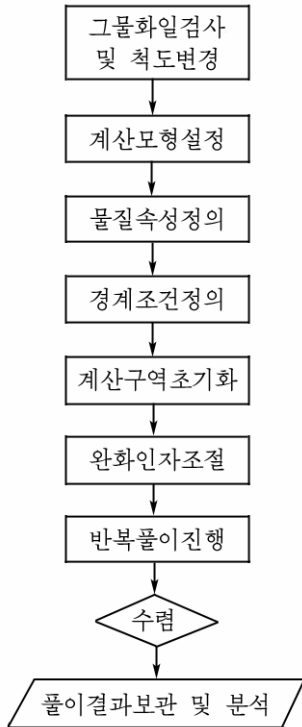 그물화일검사
및 척도변경
계산모형설정
물질속성정의
경계조건정의
계산구역초기화
완화인자조절
반복풀이진행
수렴
풀이결과보관 및 분석